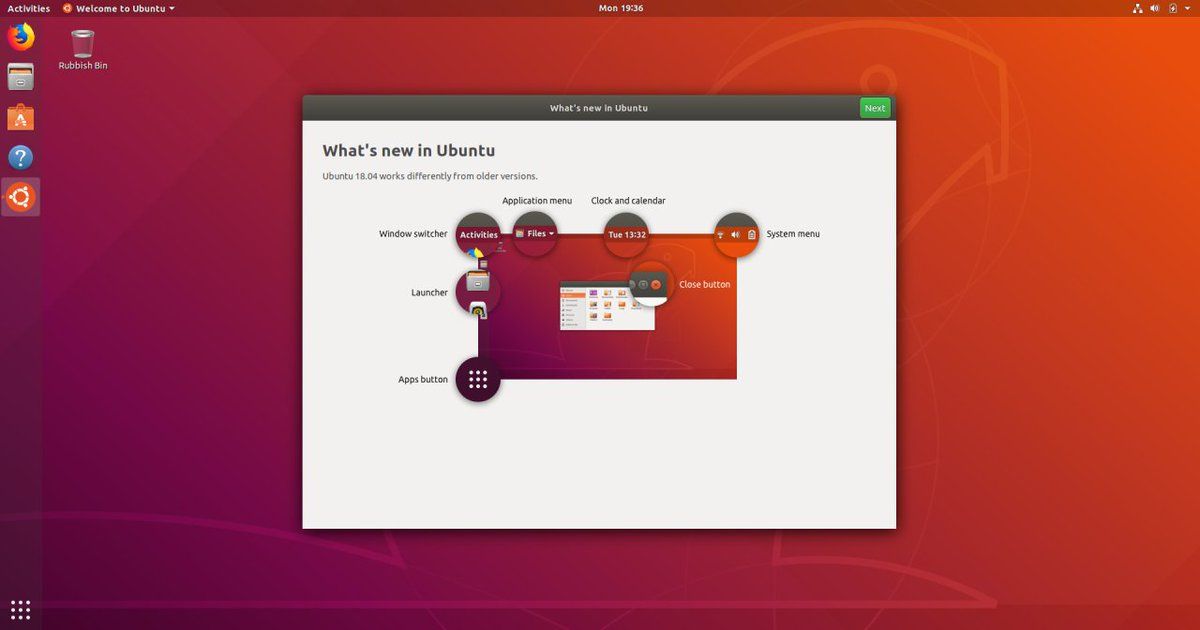 Activities Welcome to Ubuntu Mon 19:36
Rubbish Bin
What's new in Ubuntu Next
What's new in Ubuntu
Ubuntu 18.04 works differently from older versions.
Application menu Clock and calendar
Window switcher Activities Files Tue 13:32 System menu
Launcher Close button
Apps button